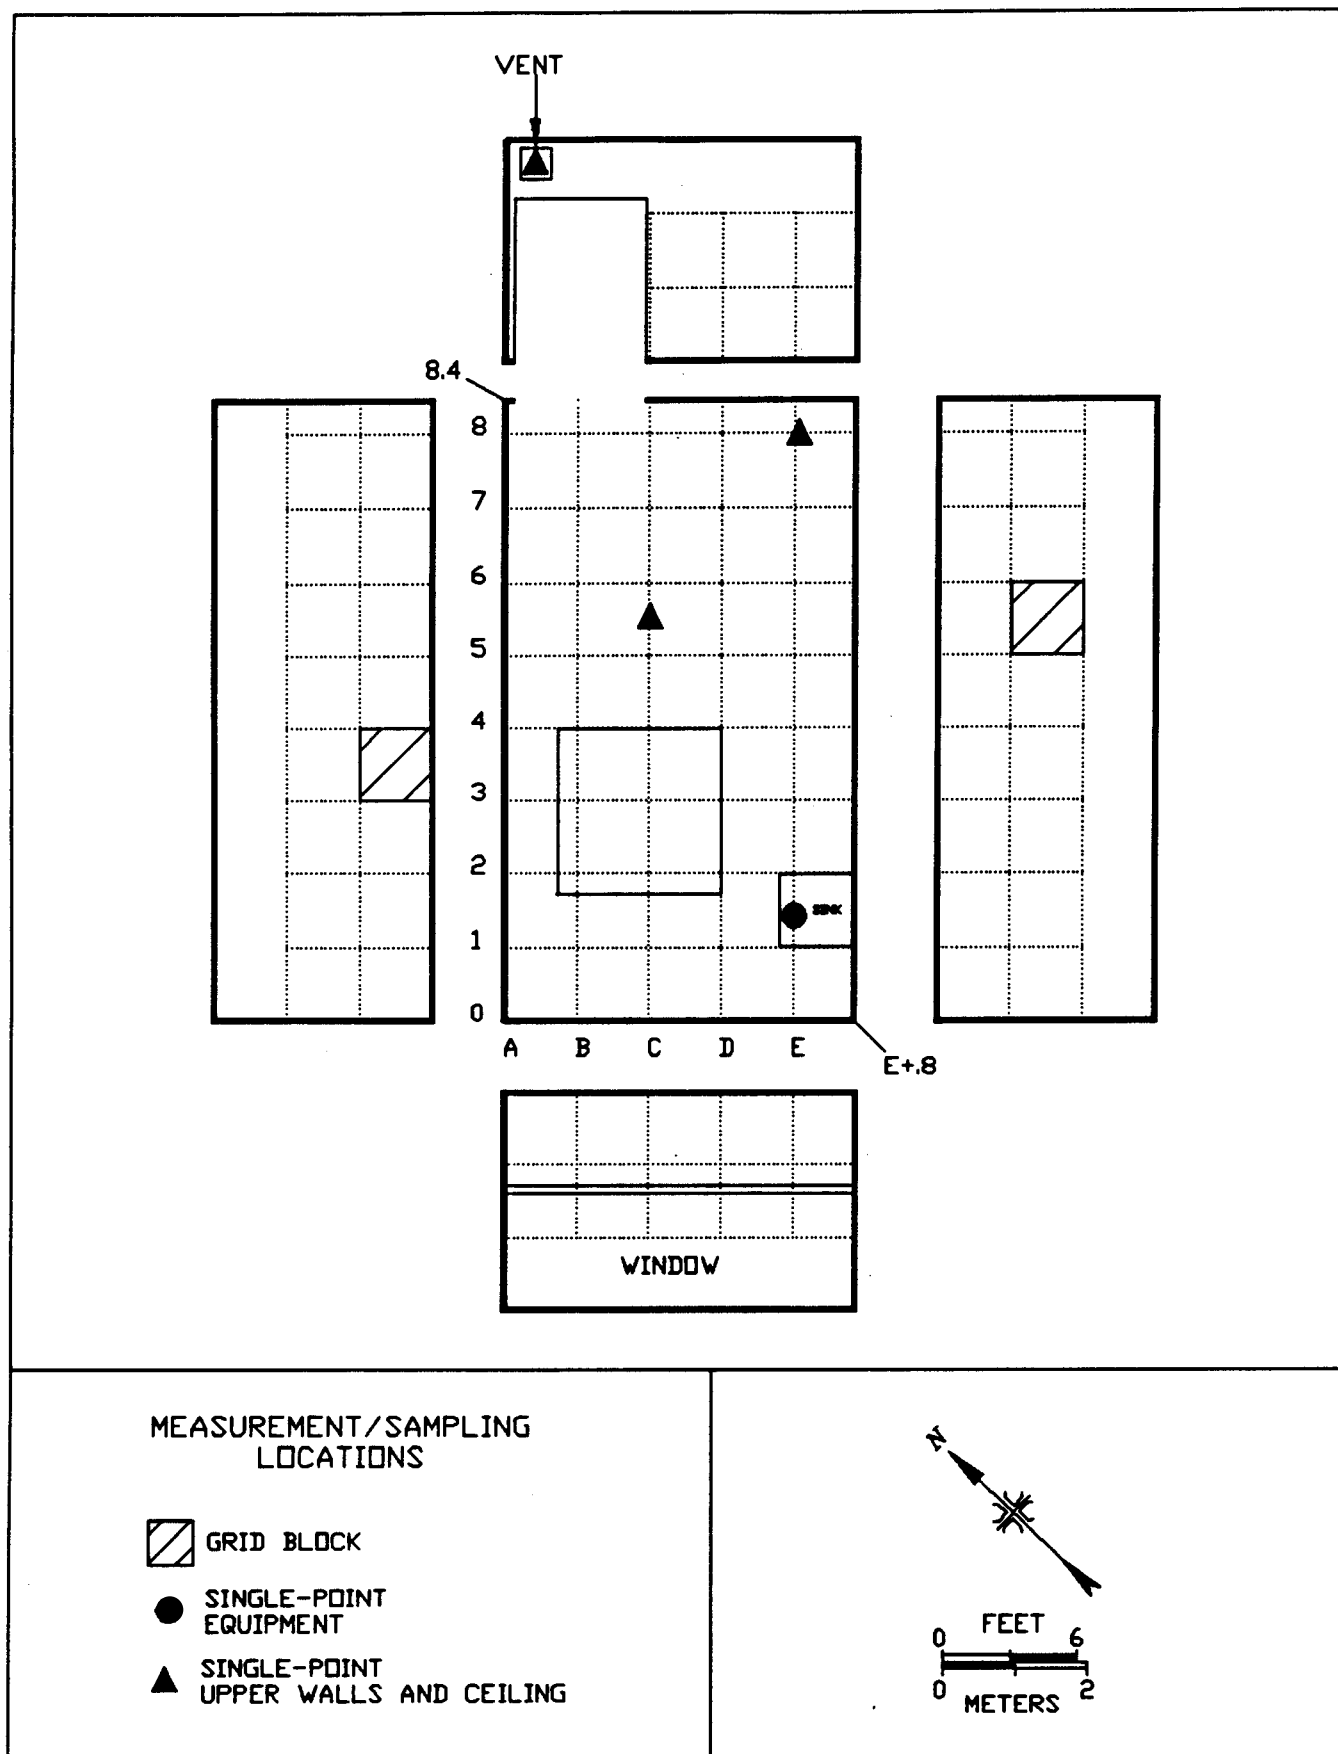 VENT
8.4
8
7
6
5
4
3
2
SINK
1
0
A B C D E
E+.8
WINDOW
MEASUREMENT/SAMPLING
LOCATIONS
GRID BLOCK
SINGLE-POINT
EQUIPMENT
SINGLE-POINT
UPPER WALLS AND CEILING
N
FEET
0 6
0 2
METERS